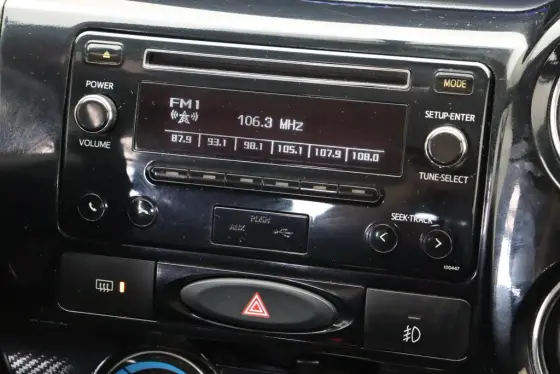 MODE
POWER
VOLUME
FM1
106.3 MHz
87.9 93.1 98.1 105.1 107.9 108.0
SETUP·ENTER
TUNE·SELECT
PUSH
AUX
SEEK·TRACK
100447